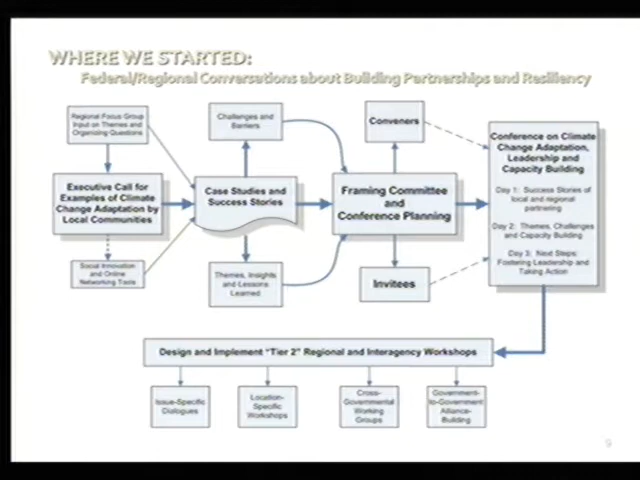 WHERE WE STARTED:
Federal/Regional Conversations about Building Partnerships and Resiliency
Regional Focus Group
Input on Themes and
Organizing Questions
Challenges and
Barriers
Conveners
Conference on Climate
Change Adaptation,
Leadership and
Capacity Building
Day 1: Success Stories of
local and regional
partnering
Day 2: Themes, Challenges
and Capacity Building
Day 3: Next Steps:
Fostering Leadership and
Taking Action
Executive Call for
Examples of Climate
Change Adaptation by
Local Communities
Case Studies and
Success Stories
Framing Committee
and
Conference Planning
Social Innovation
and Online
Networking Tools
Themes, Insights
and Lessons
Learned
Invitees
Design and Implement "Tier 2" Regional and Interagency Workshops
Issue-Specific
Dialogues
Location-
Specific
Workshops
Cross-
Governmental
Working
Groups
Government-
to-Government
Alliance-
Building
9